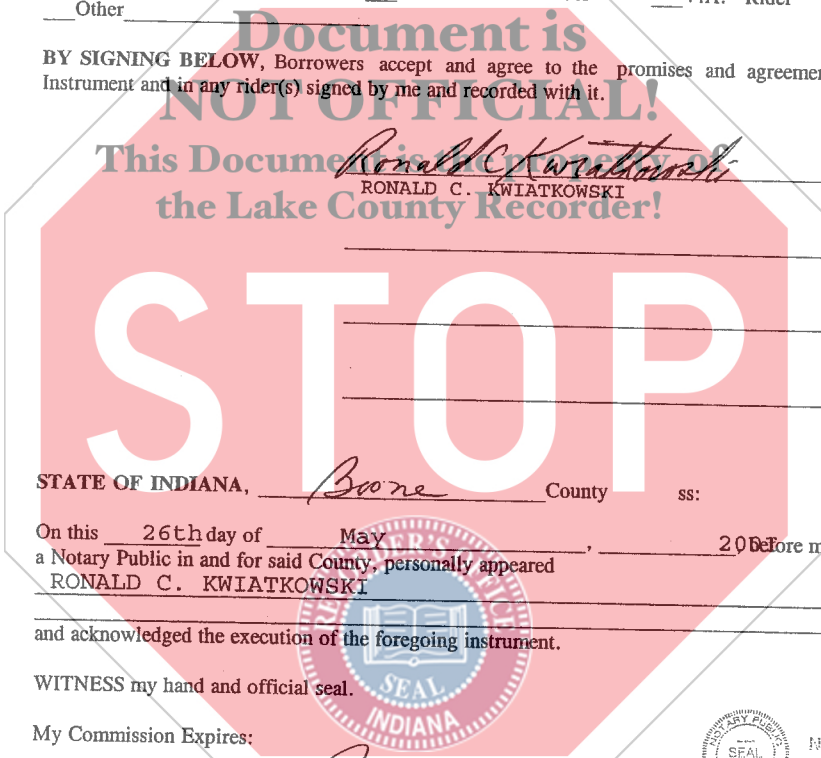 Other
Document is
BY SIGNING BELOW, Borrowers accept and agree to the promises and
Instrument and in any rider(s) signed by me and recorded with it.
NOT OFFICIAL!
Ronald C Kwiatkowski
This Document is the property of
RONALD C. KWIATKOWSKI
the Lake County Recorder!
STOP
STATE OF INDIANA, Boone County ss:
On this 26th day of May, before
a Notary Public in and for said County, personally appeared
RONALD C. KWIATKOWSKI
and acknowledged the execution of the foregoing instrument.
RECORDER'S OFFICE
SEAL
INDIANA
WITNESS my hand and official seal.
My Commission Expires:
NOTARY PUBLIC
SEAL